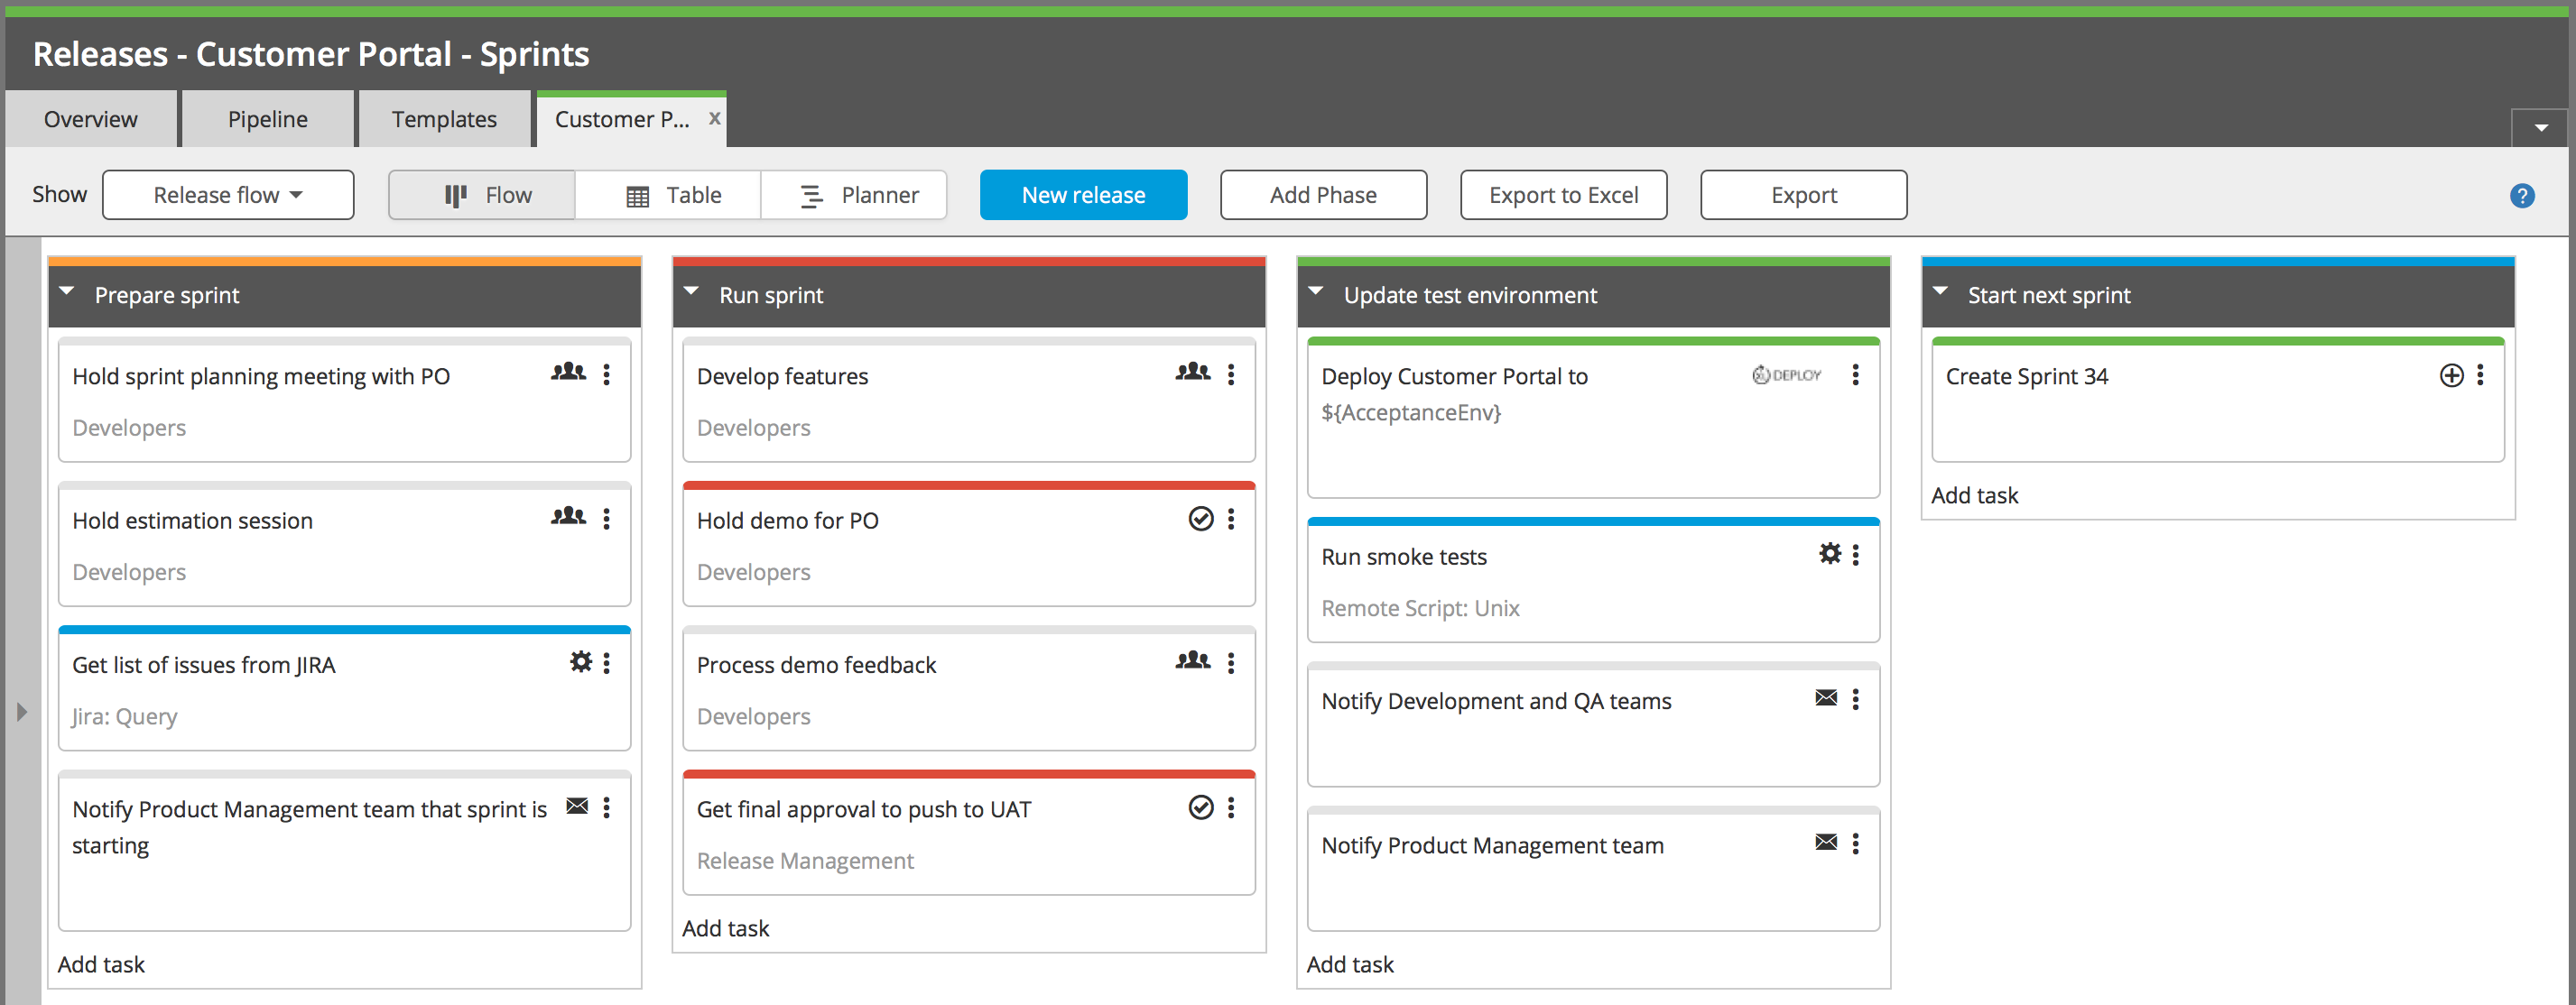 Releases - Customer Portal - Sprints
Overview
Pipeline
Templates
Customer P...
x
Show
Release flow
Flow
Table
Planner
New release
Add Phase
Export to Excel
Export
?
Prepare sprint
Hold sprint planning meeting with PO
Developers
Hold estimation session
Developers
Get list of issues from JIRA
Jira: Query
Notify Product Management team that sprint is
starting
Add task
Run sprint
Develop features
Developers
Hold demo for PO
Developers
Process demo feedback
Developers
Get final approval to push to UAT
Release Management
Add task
Update test environment
Deploy Customer Portal to
${AcceptanceEnv}
DEPLOY
Run smoke tests
Remote Script: Unix
Notify Development and QA teams
Notify Product Management team
Add task
Start next sprint
Create Sprint 34
Add task